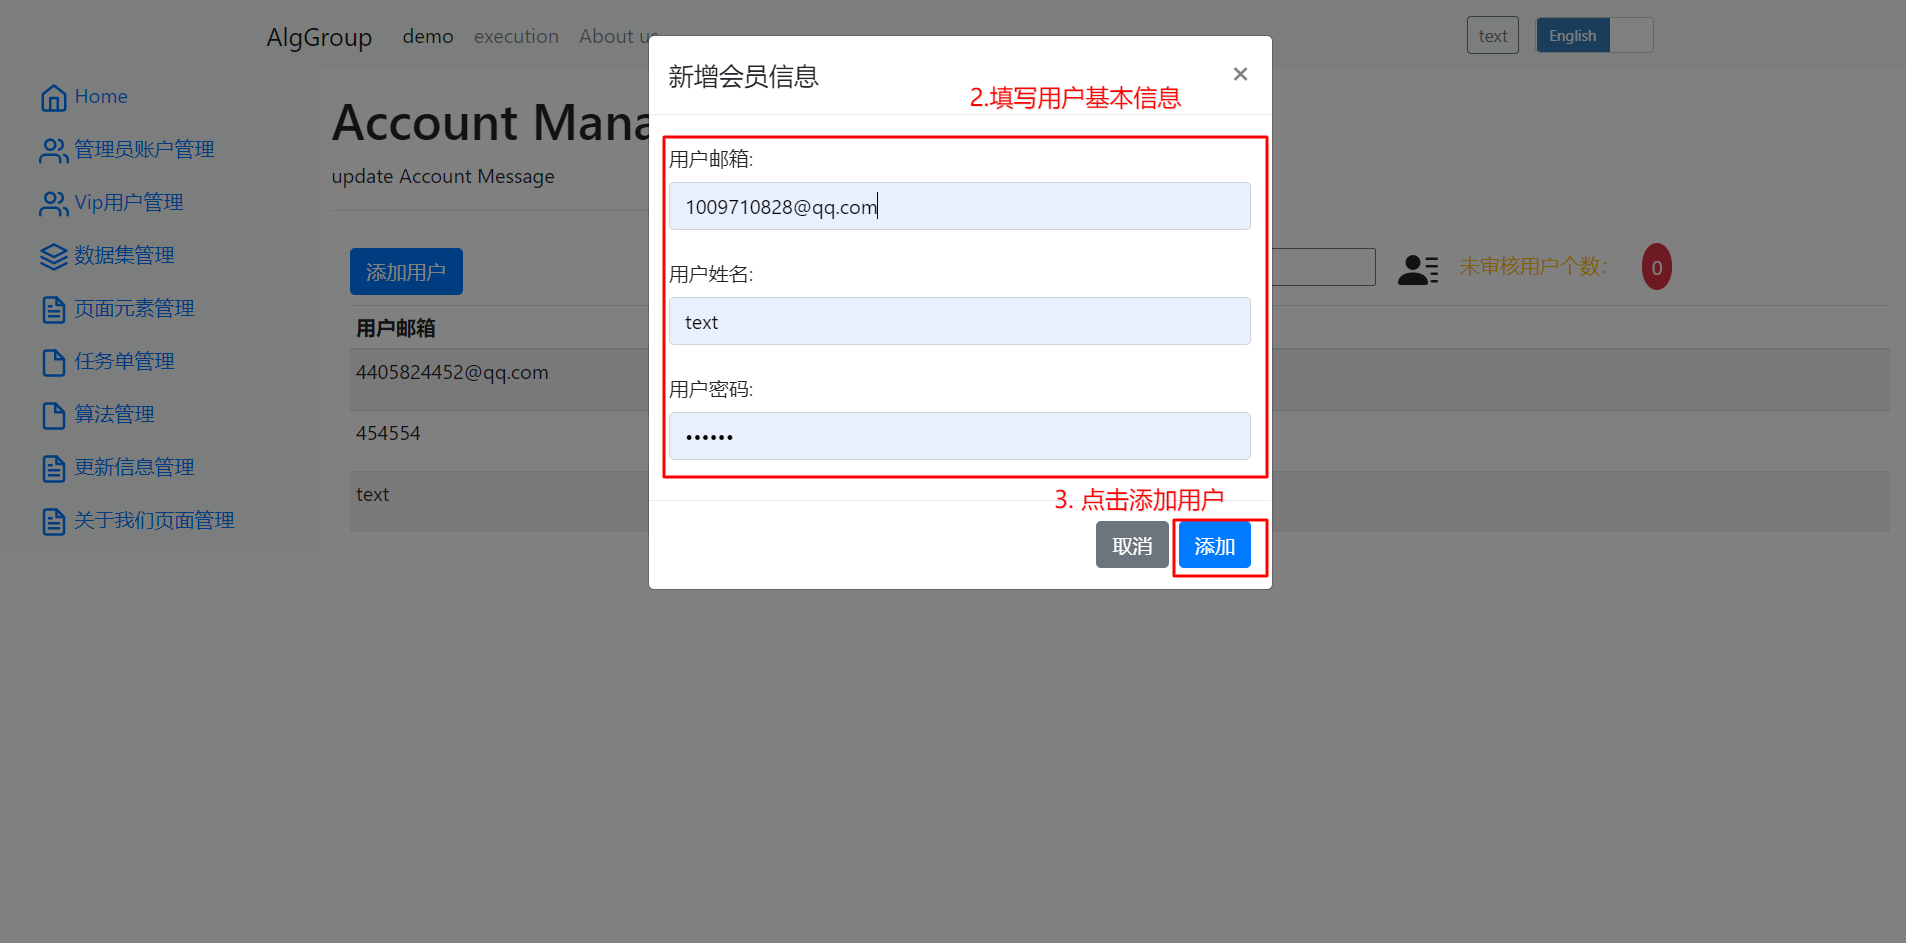 AlgGroup demo execution About us
text English
Home
管理员账户管理
Vip用户管理
数据集管理
页面元素管理
任务单管理
算法管理
更新信息管理
关于我们页面管理
Account Mana
update Account Message
添加用户
未审核用户个数:
0
用户邮箱
4405824452@qq.com
454554
text
新增会员信息
×
2.填写用户基本信息
用户邮箱:
1009710828@qq.com
用户姓名:
text
用户密码:
••••••
3. 点击添加用户
取消 添加